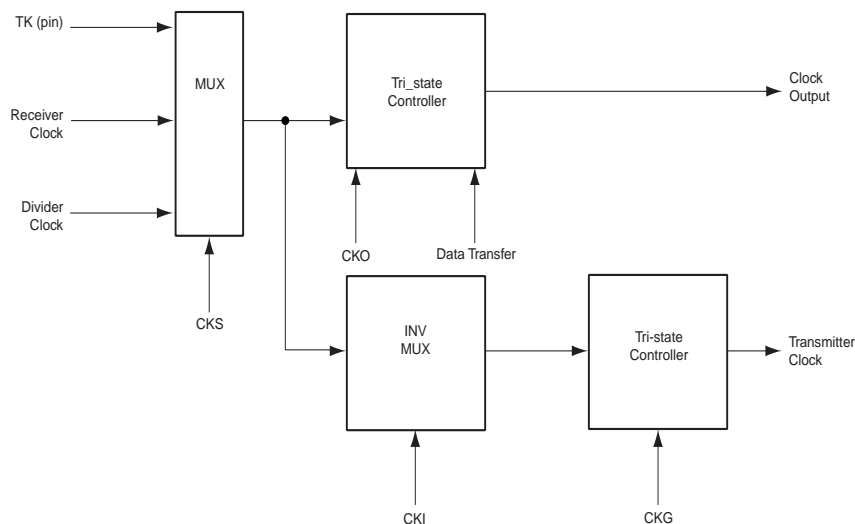 TK (pin)
MUX
Tri_state
Controller
Clock
Output
Receiver
Clock
Divider
Clock
CKO
Data Transfer
CKS
INV
MUX
Tri-state
Controller
Transmitter
Clock
CKI
CKG